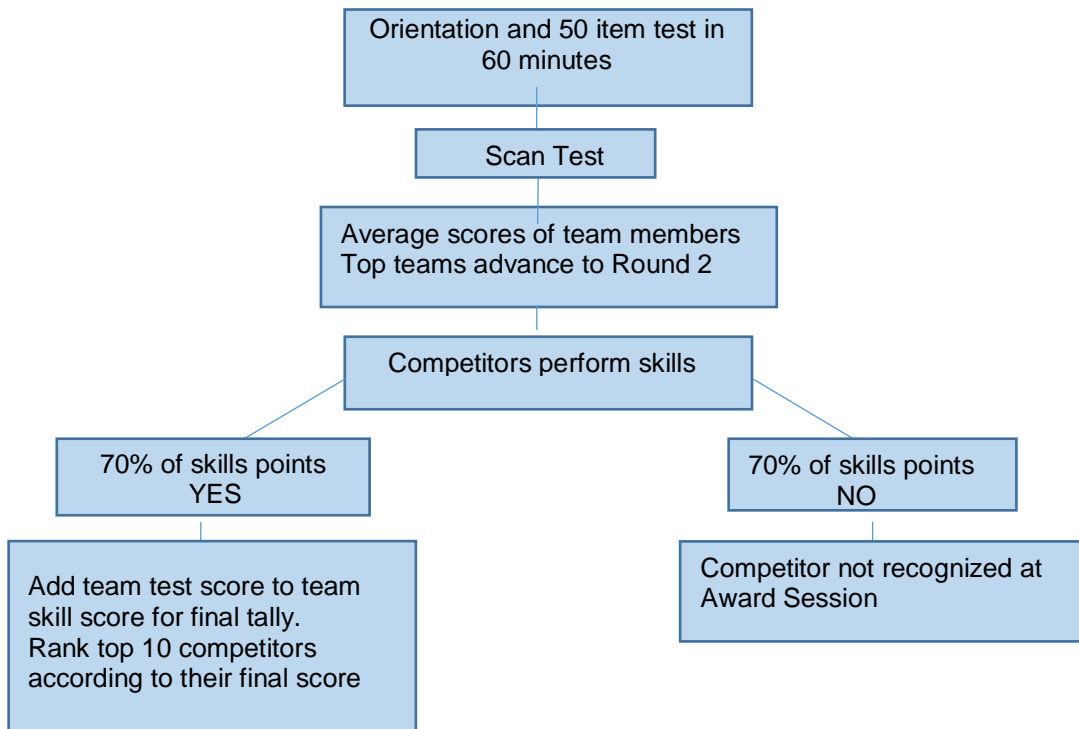 Orientation and 50 item test in
60 minutes
Scan Test
Average scores of team members
Top teams advance to Round 2
Competitors perform skills
70% of skills points
YES
70% of skills points
NO
Add team test score to team
skill score for final tally.
Rank top 10 competitors
according to their final score
Competitor not recognized at
Award Session